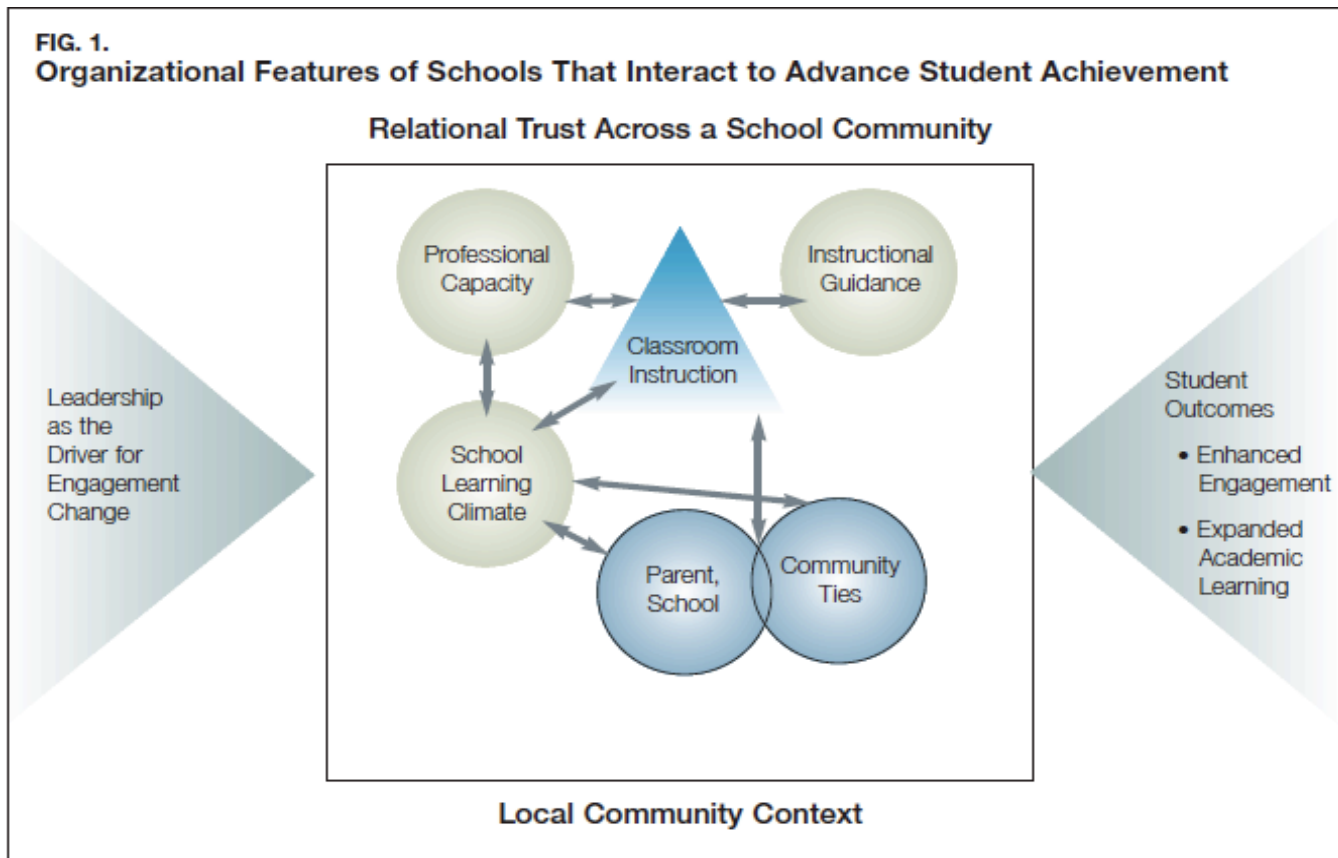 FIG. 1.
Organizational Features of Schools That Interact to Advance Student Achievement
Relational Trust Across a School Community
Professional
Capacity
Instructional
Guidance
Classroom
Instruction
Leadership
as the
Driver for
Engagement
Change
School
Learning
Climate
Parent,
School
Community
Ties
Student
Outcomes
• Enhanced
Engagement
• Expanded
Academic
Learning
Local Community Context